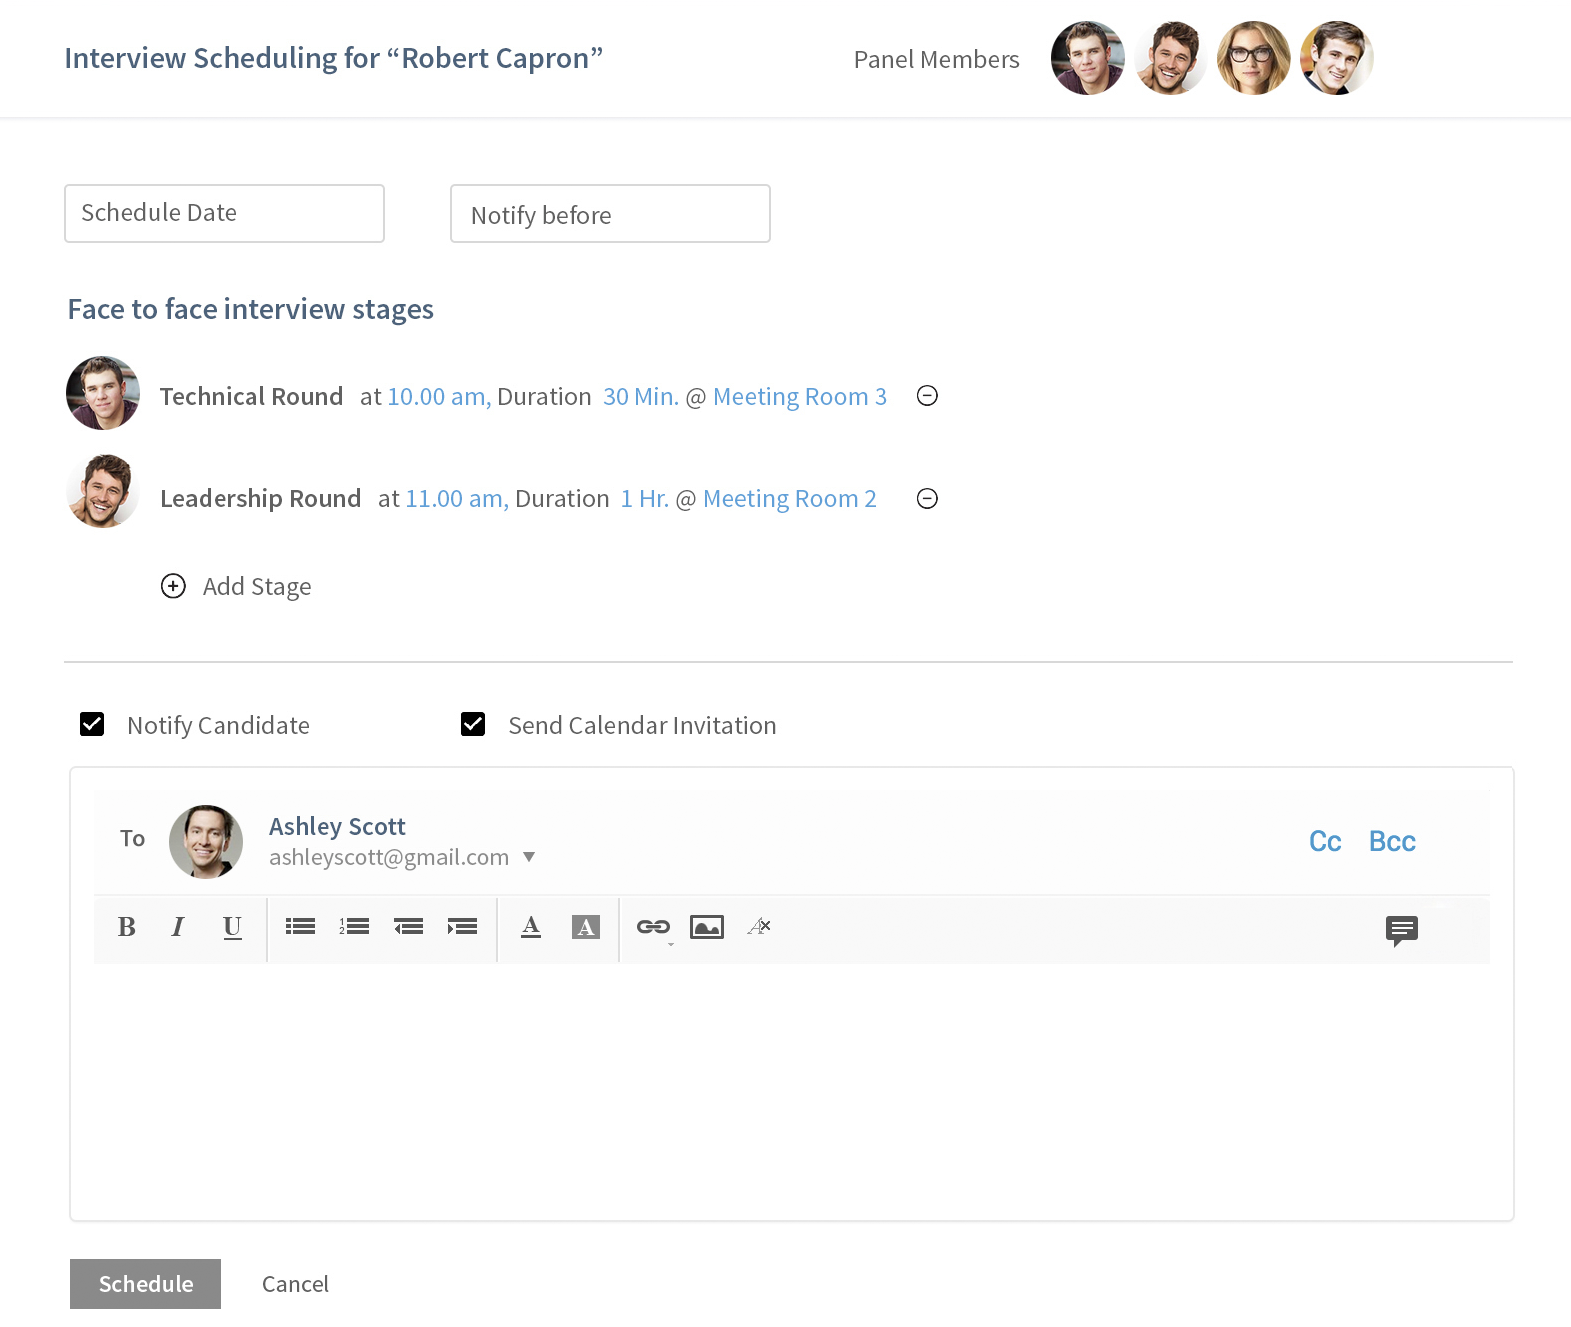 Interview Scheduling for “Robert Capron”
Panel Members
Schedule Date
Notify before
Face to face interview stages
Technical Round at 10.00 am, Duration 30 Min. @ Meeting Room 3
Leadership Round at 11.00 am, Duration 1 Hr. @ Meeting Room 2
Add Stage
Notify Candidate
Send Calendar Invitation
To
Ashley Scott
ashleyscott@gmail.com
Cc Bcc
B I U A A
Schedule
Cancel